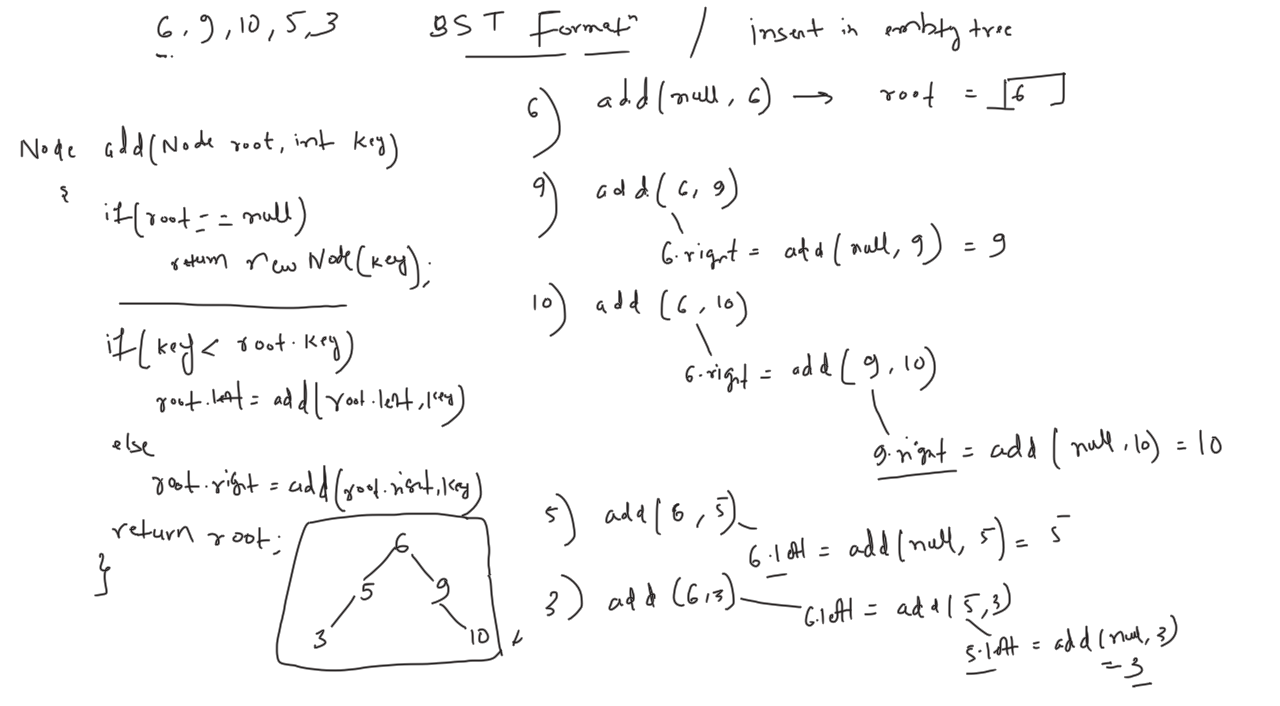 6, 9, 10, 5, 3 BST Formatn / insert in embty tree
Node add(Node root, int key)
{
if(root == null)
return new Node(key);
if(key < root.key)
root.left = add(root.left, key)
else
root.right = add(root.right, key)
return root;
}
6
5 9
3 10
6) add(null, 6) → root = [6]
9) add(6, 9)
6.right = add(null, 9) = 9
10) add(6, 10)
6.right = add(9, 10)
9.right = add(null, 10) = 10
5) add(6, 5)
6.left = add(null, 5) = 5
3) add(6, 3) 6.left = add(5, 3)
5.left = add(null, 3)
= 3